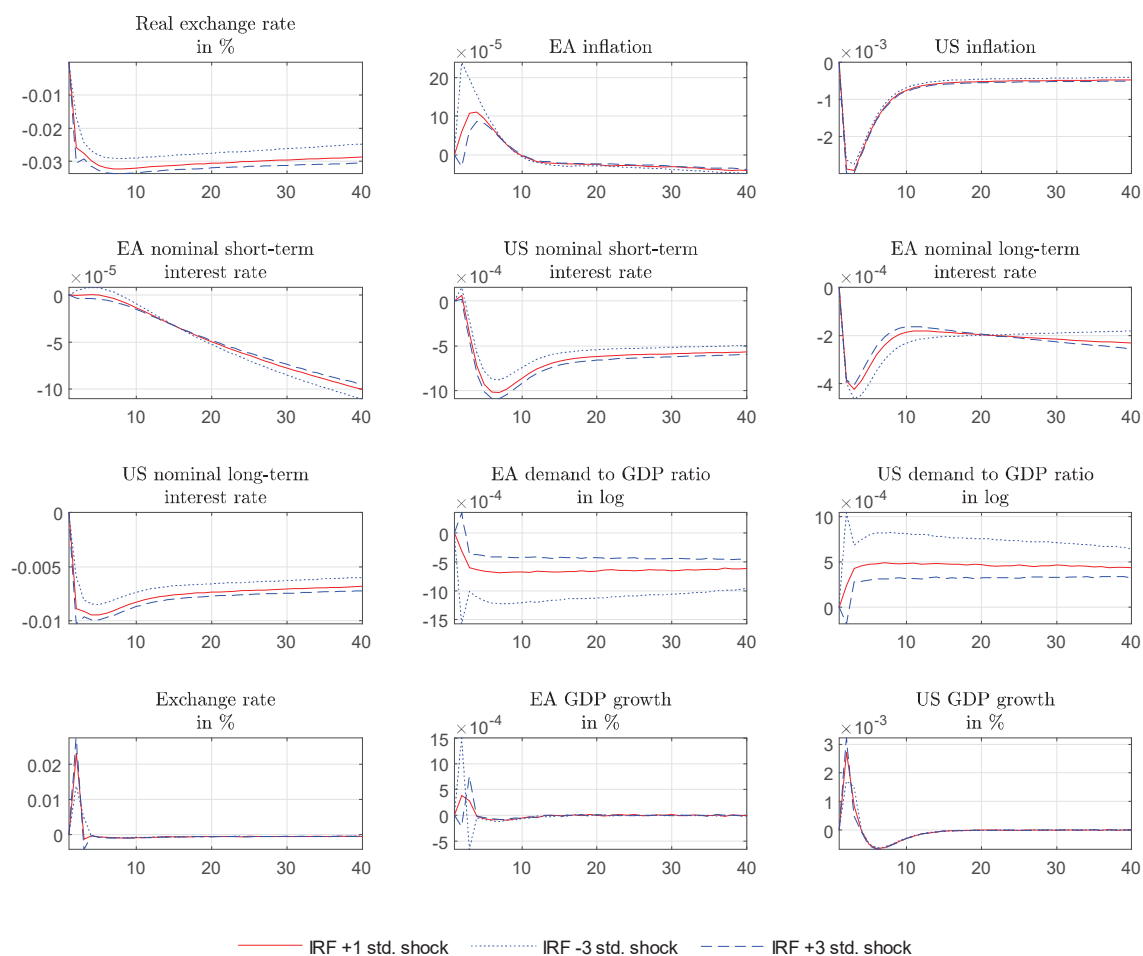 Real exchange rate
in %
-0.01
-0.02
-0.03
10 20 30 40
EA inflation
×10⁻⁵
20
10
0
10 20 30 40
US inflation
×10⁻³
0
-1
-2
10 20 30 40
EA nominal short-term
interest rate
×10⁻⁵
0
-5
-10
10 20 30 40
US nominal short-term
interest rate
×10⁻⁴
0
-5
-10
10 20 30 40
EA nominal long-term
interest rate
×10⁻⁴
0
-2
-4
10 20 30 40
US nominal long-term
interest rate
0
-0.005
-0.01
10 20 30 40
EA demand to GDP ratio
in log
×10⁻⁴
0
-5
-10
-15
10 20 30 40
US demand to GDP ratio
in log
×10⁻⁴
10
5
0
10 20 30 40
Exchange rate
in %
0.02
0.01
0
10 20 30 40
EA GDP growth
in %
×10⁻⁴
15
10
5
0
-5
10 20 30 40
US GDP growth
in %
×10⁻³
3
2
1
0
10 20 30 40
IRF +1 std. shock IRF -3 std. shock IRF +3 std. shock